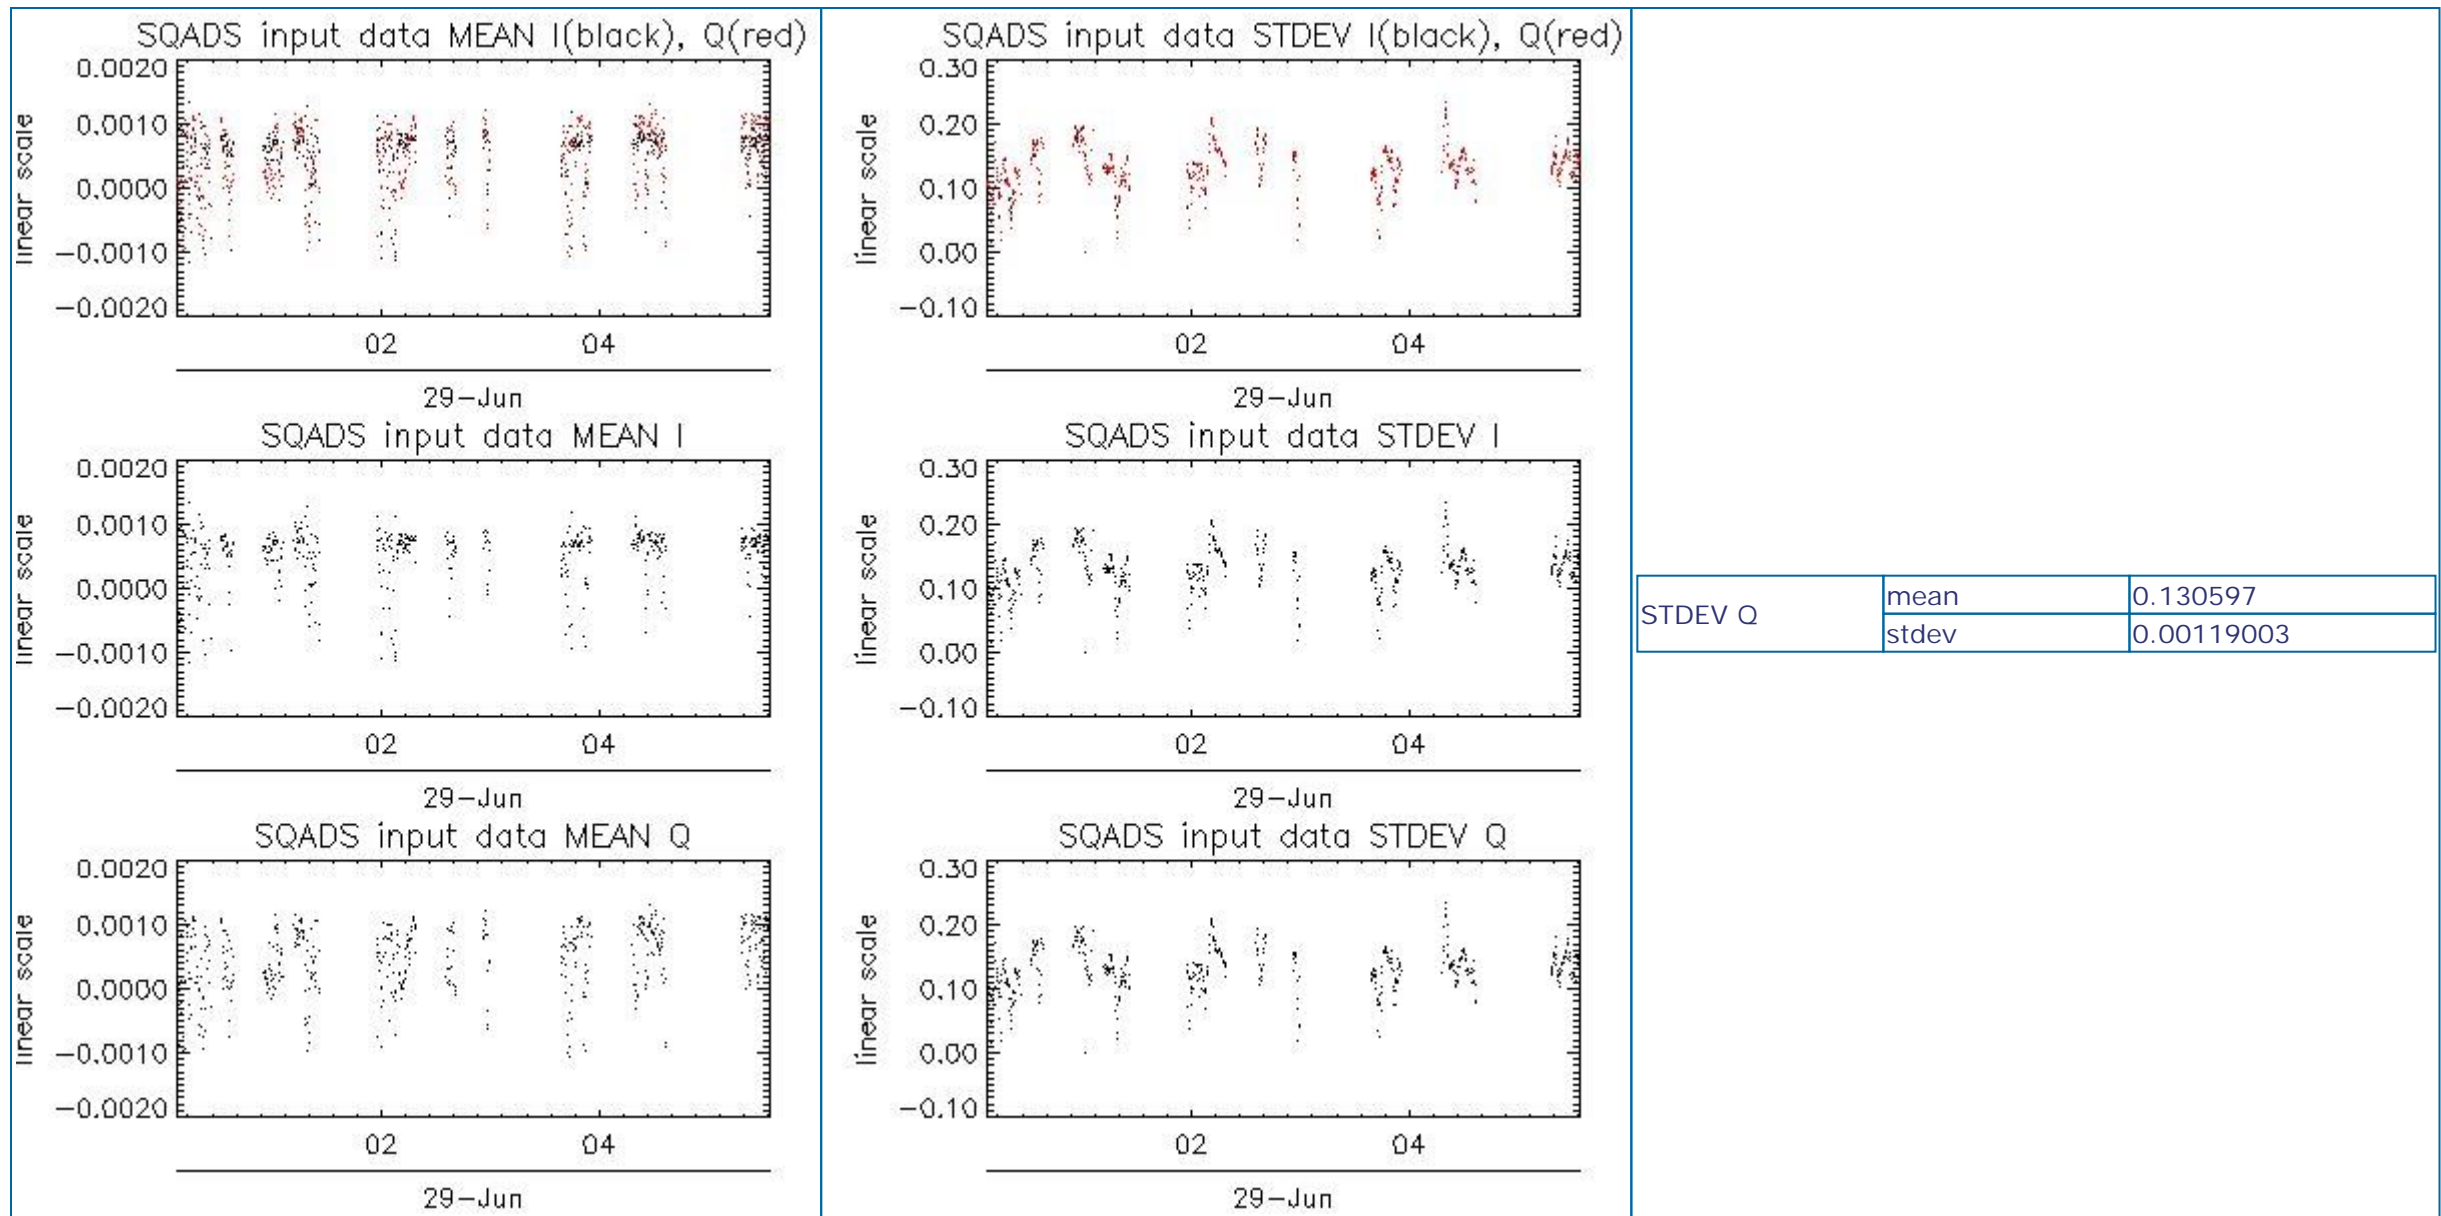 SQADS input data MEAN I(black), Q(red)
0.0020
0.0010
0.0000
−0.0010
−0.0020
linear scale
02
04
29−Jun
SQADS input data MEAN I
0.0020
0.0010
0.0000
−0.0010
−0.0020
linear scale
02
04
29−Jun
SQADS input data MEAN Q
0.0020
0.0010
0.0000
−0.0010
−0.0020
linear scale
02
04
29−Jun
SQADS input data STDEV I(black), Q(red)
0.30
0.20
0.10
0.00
−0.10
linear scale
02
04
29−Jun
SQADS input data STDEV I
0.30
0.20
0.10
0.00
−0.10
linear scale
02
04
29−Jun
SQADS input data STDEV Q
0.30
0.20
0.10
0.00
−0.10
linear scale
02
04
29−Jun
STDEV Q
mean 0.130597
stdev 0.00119003